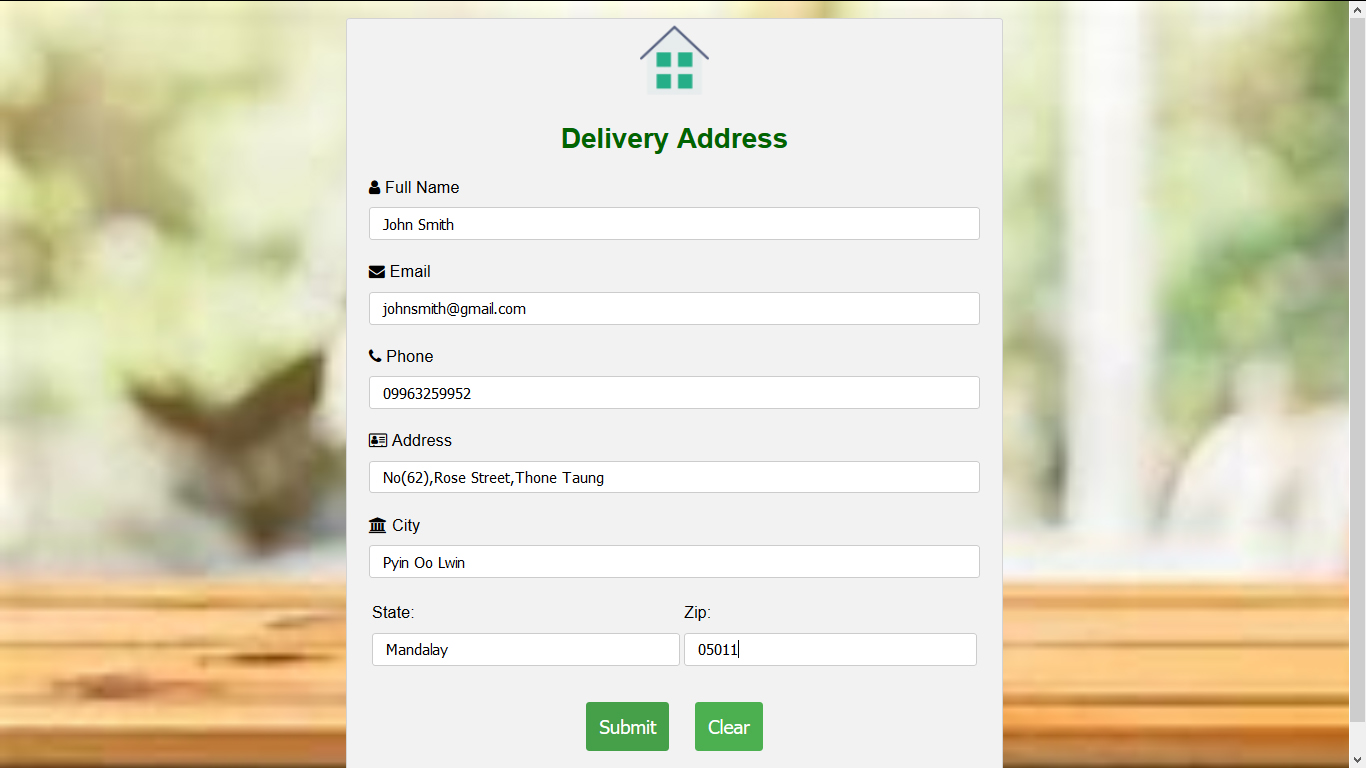 Delivery Address
Full Name
John Smith
Email
johnsmith@gmail.com
Phone
09963259952
Address
No(62),Rose Street,Thone Taung
City
Pyin Oo Lwin
State: Zip:
Mandalay 05011
Submit Clear